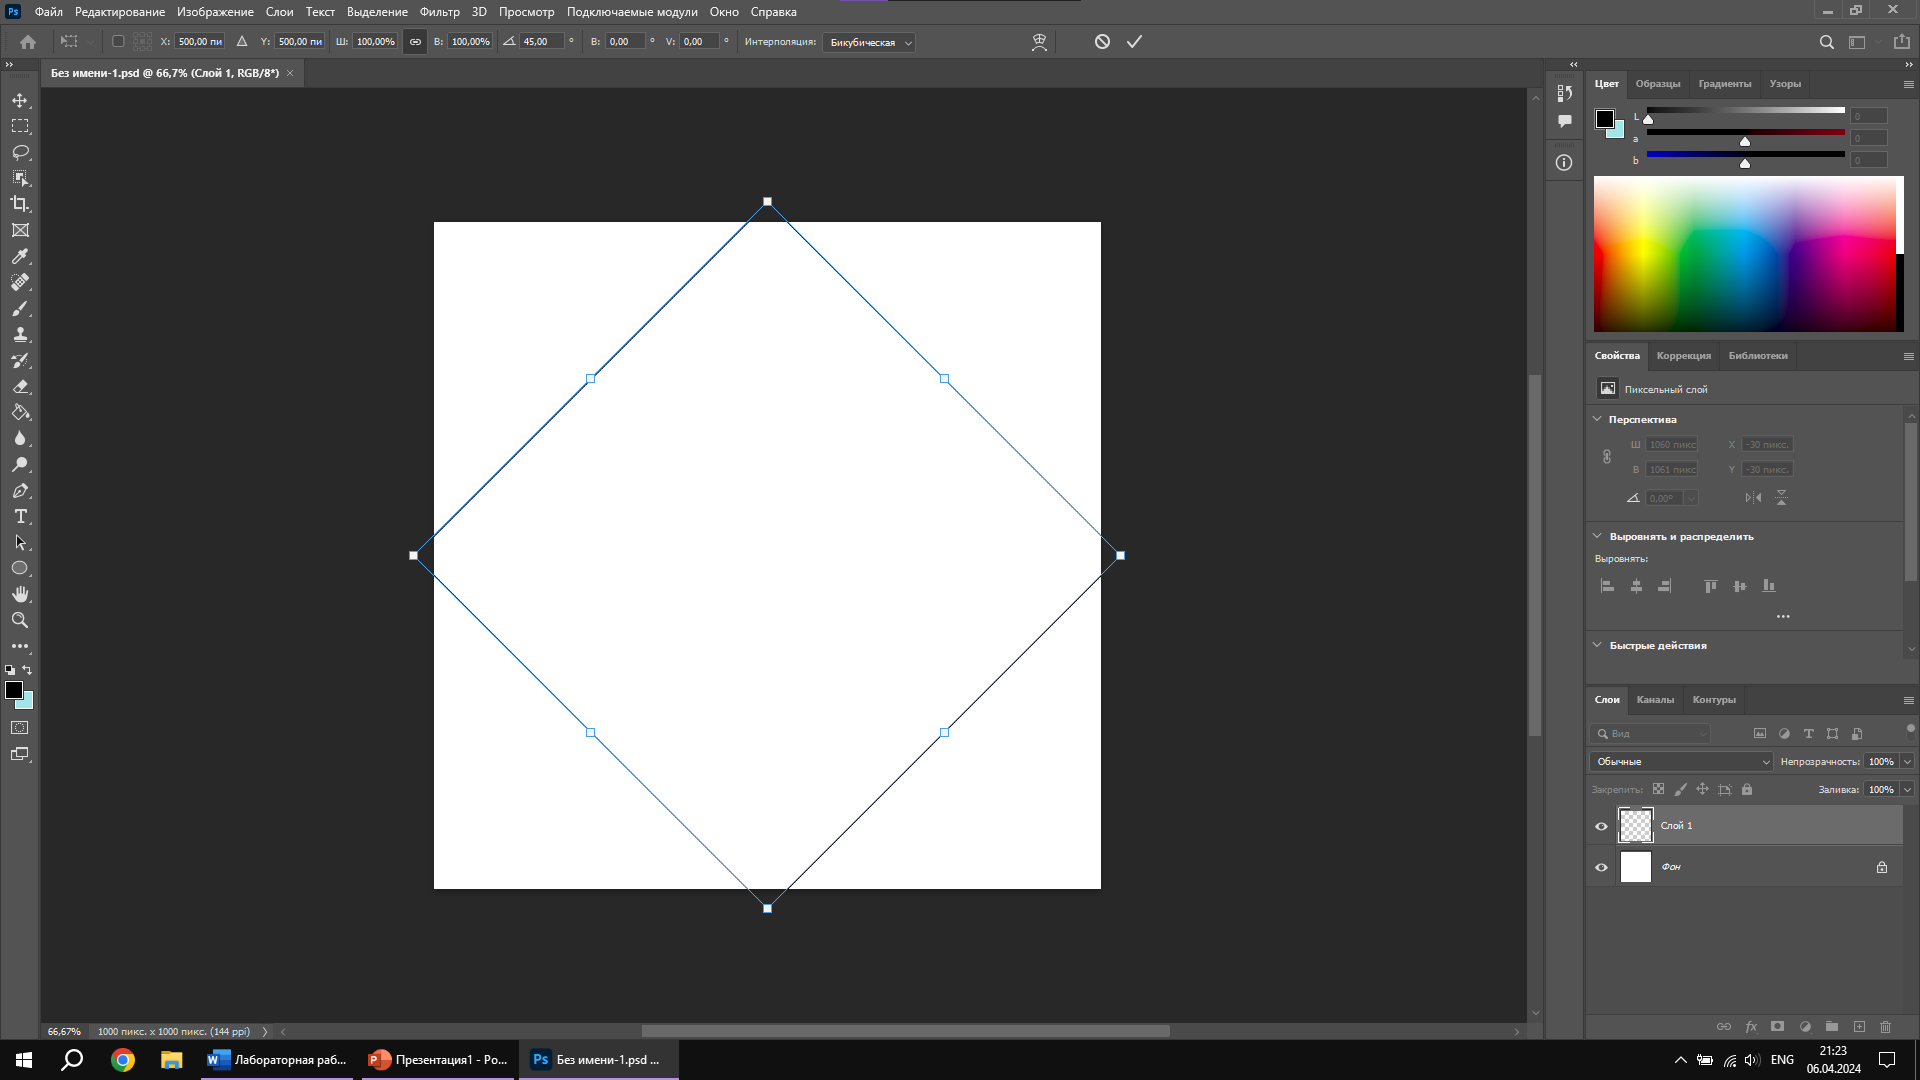 Ps Файл Редактирование Изображение Слои Текст Выделение Фильтр 3D Просмотр Подключаемые модули Окно Справка
X: 500,00 пи Y: 500,00 пи Ш: 100,00% В: 100,00% 45,00 ° В: 0,00 ° V: 0,00 ° Интерполяция: Бикубическая
Без имени-1.psd @ 66,7% (Слой 1, RGB/8*) ×
Цвет Образцы Градиенты Узоры
L 0
a 0
b 0
Свойства Коррекция Библиотеки
Пиксельный слой
Перспектива
Ш 1060 пикс X -30 пикс.
В 1061 пикс Y -30 пикс.
0,00°
Выровнять и распределить
Выровнять:
Быстрые действия
Слои Каналы Контуры
Вид
Обычные Непрозрачность: 100%
Закрепить: Заливка: 100%
Слой 1
Фон
fx
66,67% 1000 пикс. x 1000 пикс. (144 ppi)
Лабораторная раб... Презентация1 - Po... Ps Без имени-1.psd ... ENG 21:23
06.04.2024